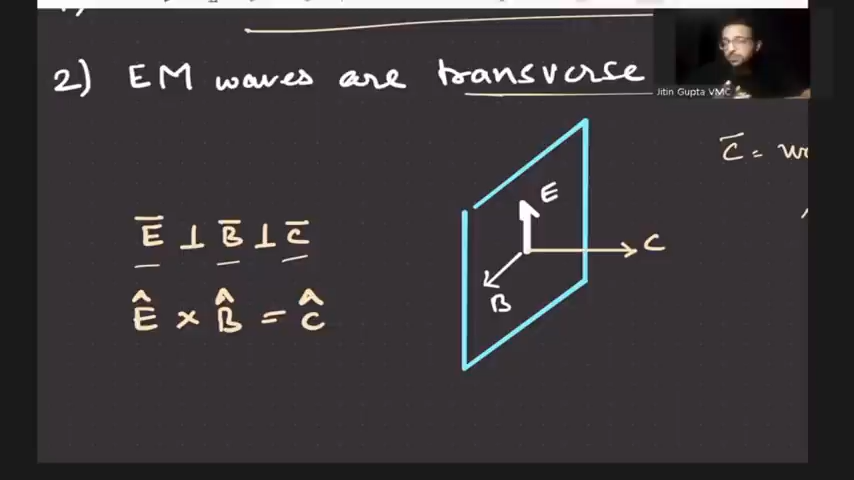 2) EM waves are transverse
Jitin Gupta VMC
c̄ =
E
Ē ⊥ B̄ ⊥ c̄
C
B
Ê × B̂ = ĉ